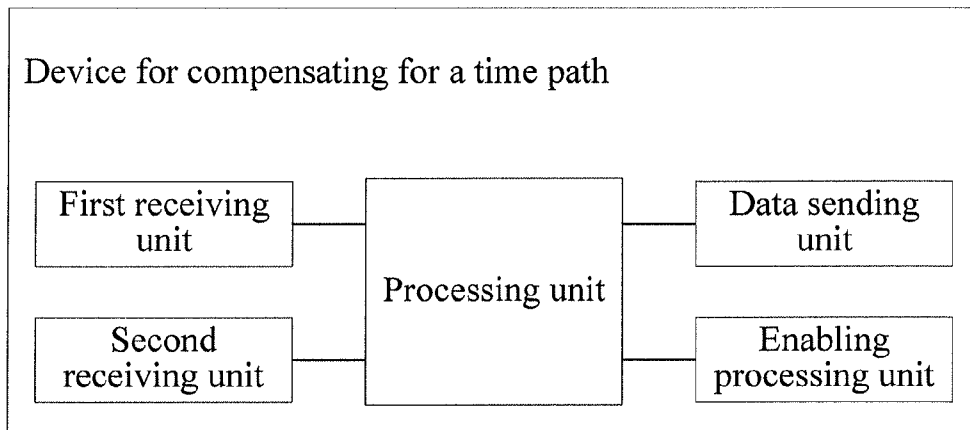 Device for compensating for a time path
First receiving
unit
Data sending
unit
Processing unit
Second
receiving unit
Enabling
processing unit